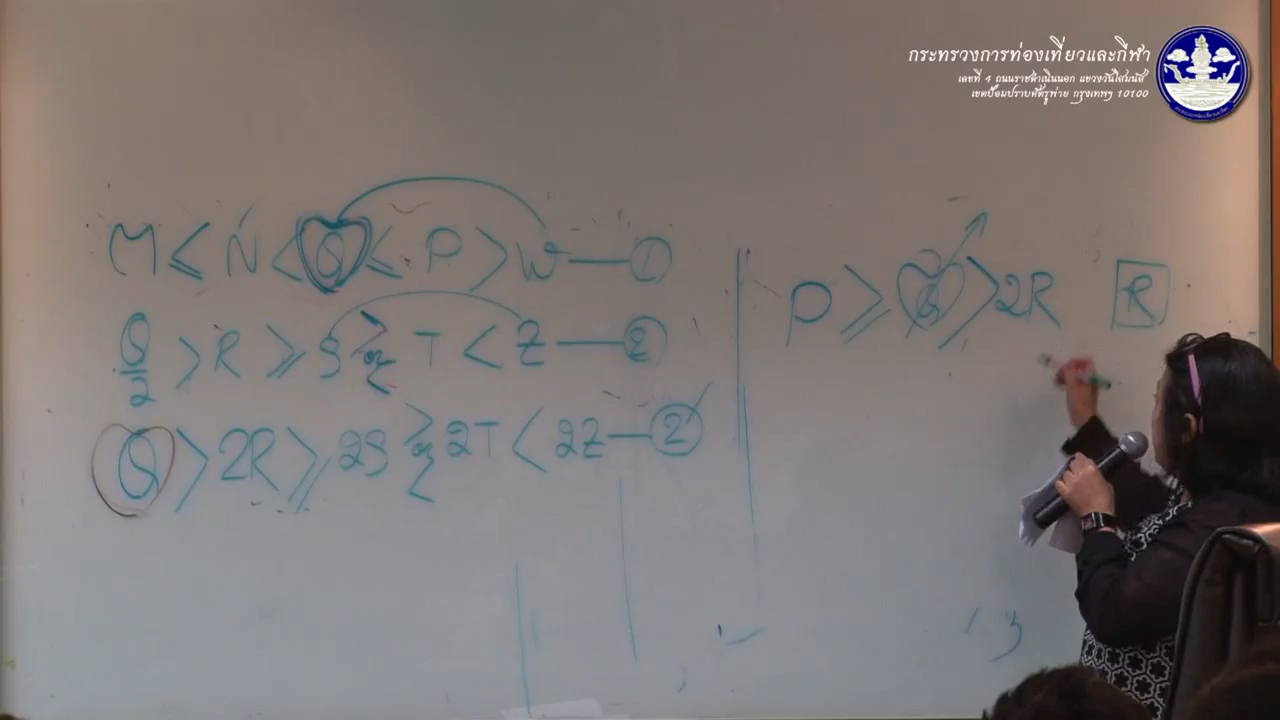 กระทรวงการท่องเที่ยวและกีฬา
เลขที่ 4 ถนนราชดำเนินนอก แขวงวัดโสมนัส
เขตป้อมปราบศัตรูพ่าย กรุงเทพฯ 10100
M ≤ N < Q ≤ P > W — ①
Q/2 > R ≥ S T < Z — ②
Q > 2R ≥ 2S 2T < 2Z — ②
P ≥ Q > 2R R